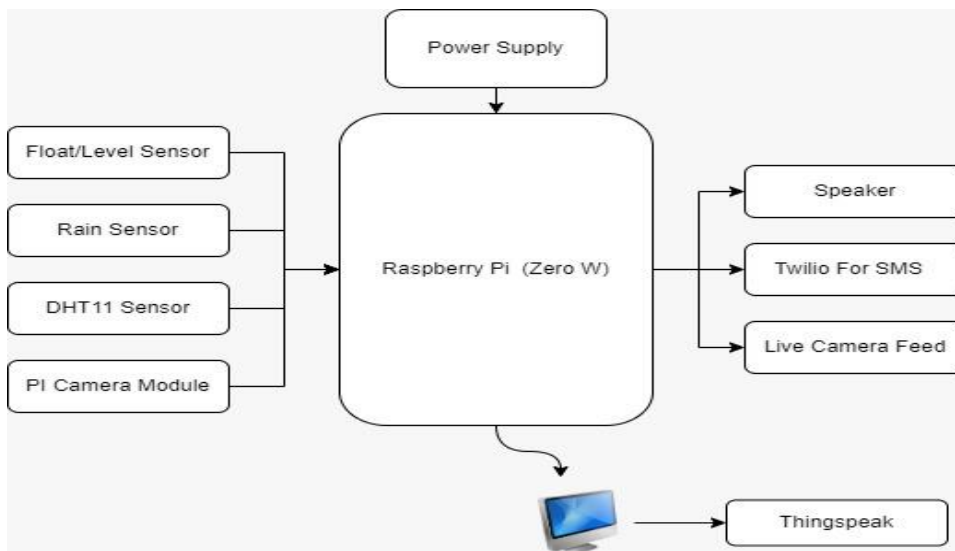 Power Supply
Float/Level Sensor
Rain Sensor
DHT11 Sensor
PI Camera Module
Raspberry Pi (Zero W)
Speaker
Twilio For SMS
Live Camera Feed
Thingspeak